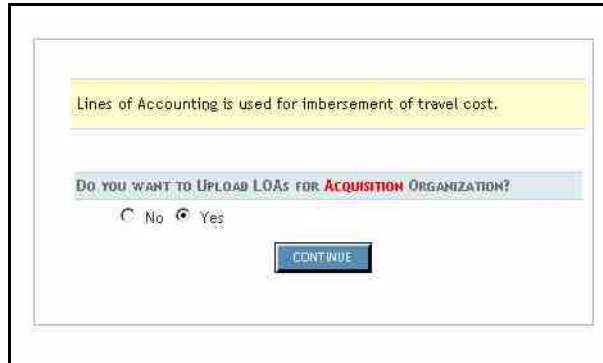 Lines of Accounting is used for imbersement of travel cost.
DO YOU WANT TO UPLOAD LOAS FOR ACQUISITION ORGANIZATION?
No Yes
CONTINUE